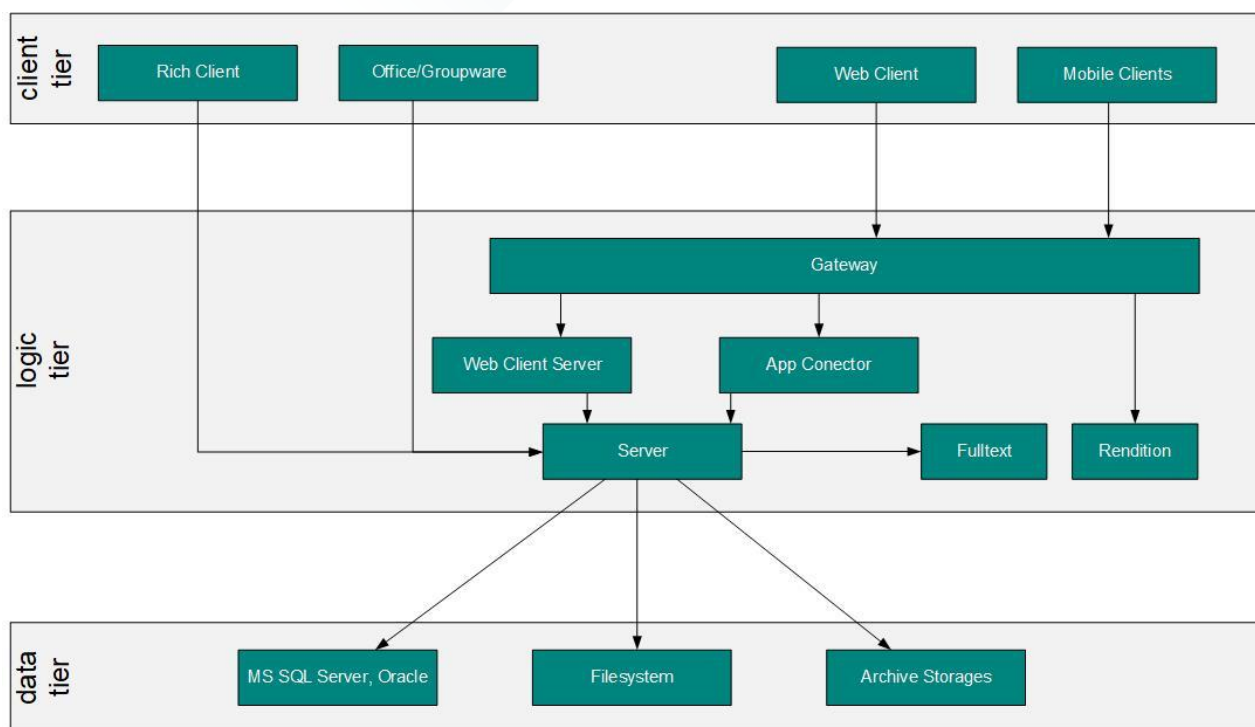 client
tier
Rich Client
Office/Groupware
Web Client
Mobile Clients
logic
tier
Gateway
Web Client Server
App Conector
Server
Fulltext
Rendition
data
tier
MS SQL Server, Oracle
Filesystem
Archive Storages